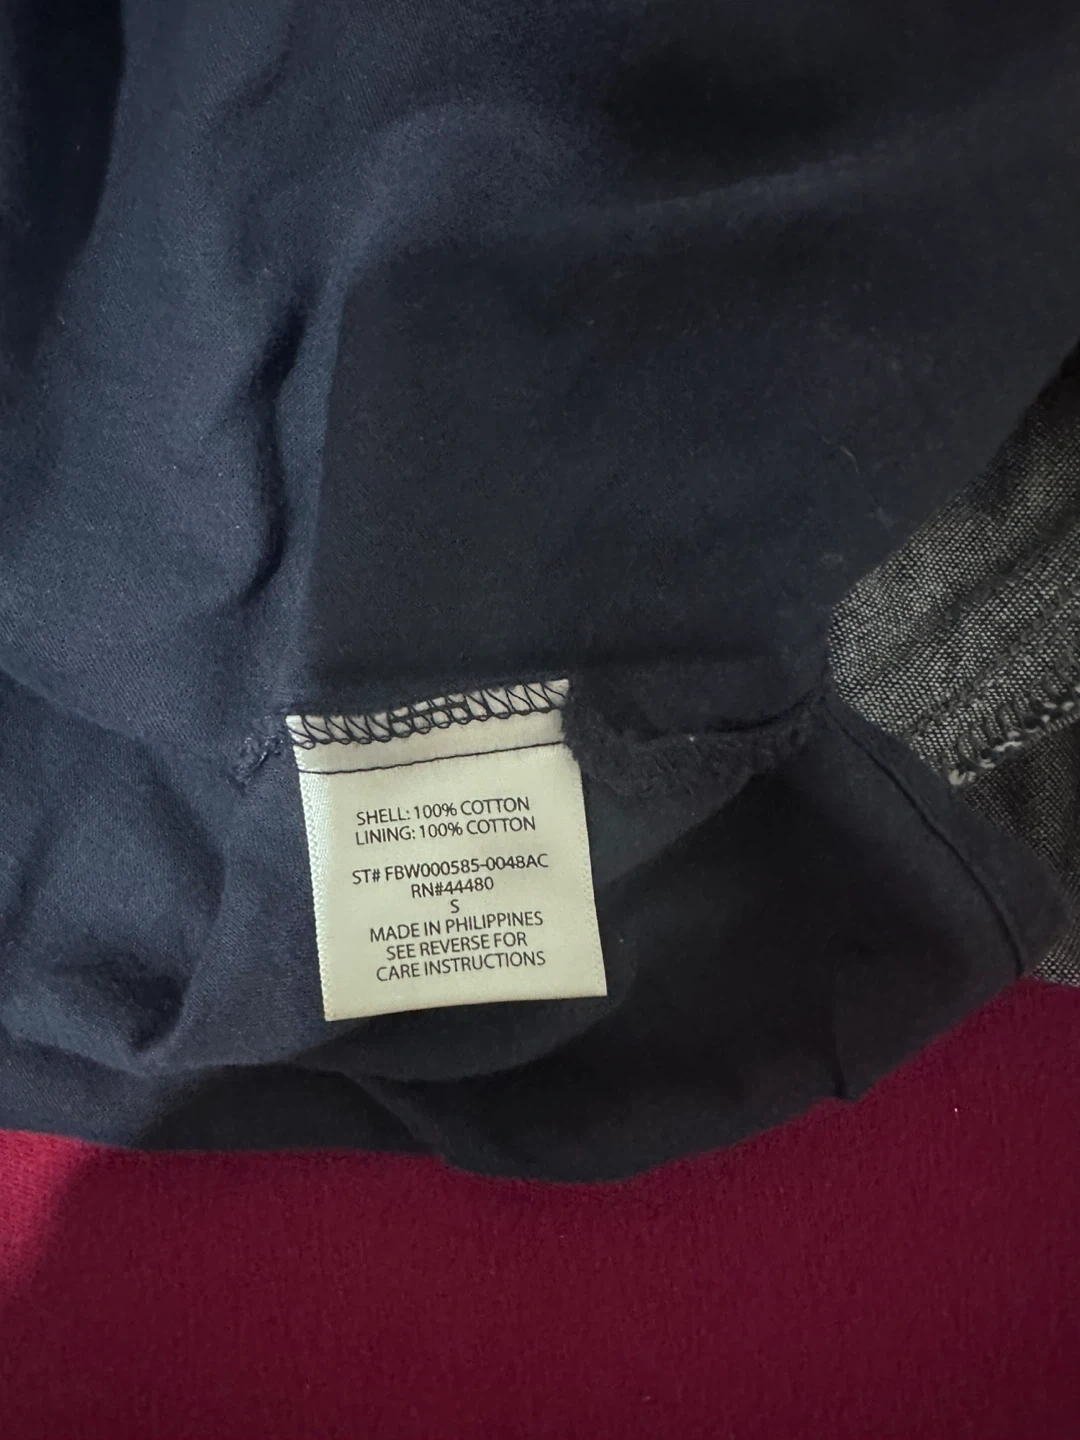 SHELL: 100% COTTON
LINING: 100% COTTON
ST# FBW000585-0048AC
RN#44480
S
MADE IN PHILIPPINES
SEE REVERSE FOR
CARE INSTRUCTIONS